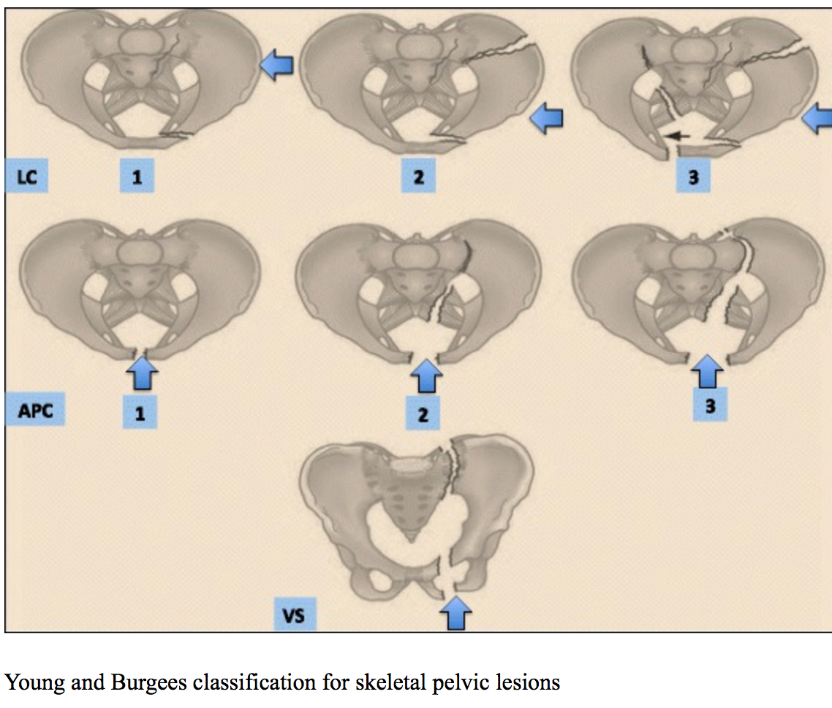 LC 1 2 3
APC 1 2 3
VS
Young and Burgees classification for skeletal pelvic lesions